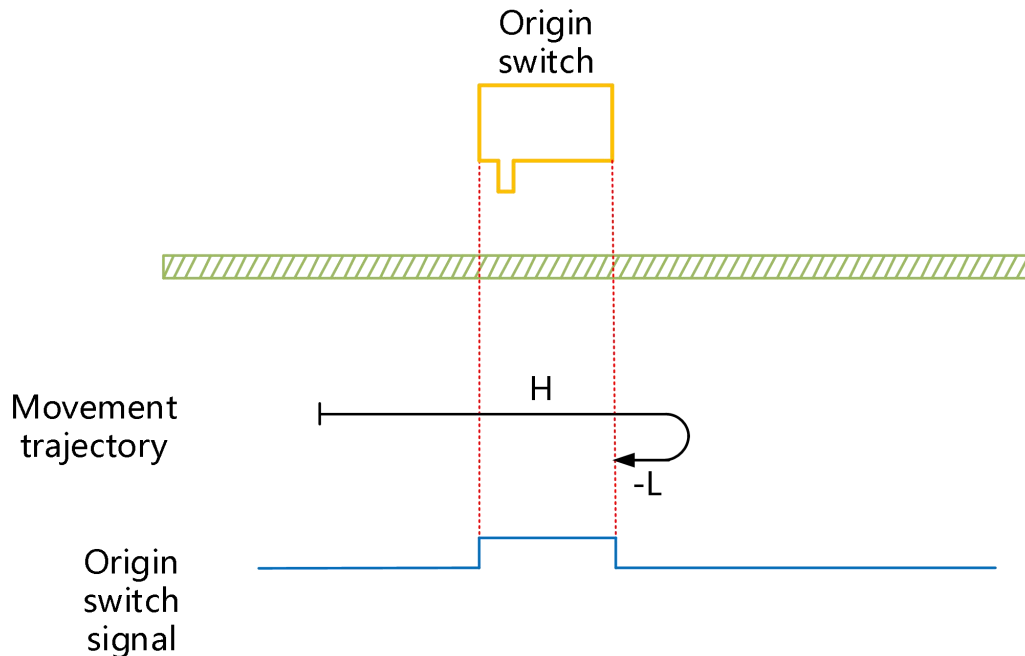 Origin
switch
H
Movement
trajectory
-L
Origin
switch
signal